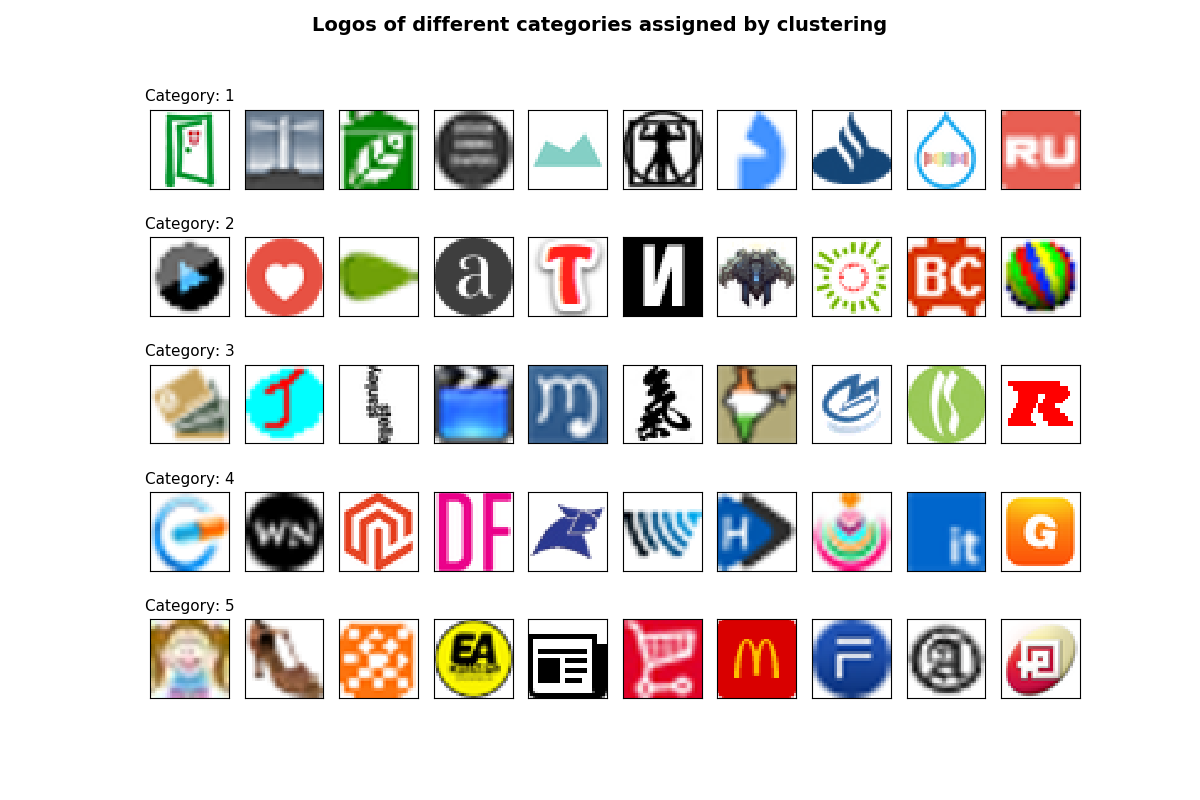 Logos of different categories assigned by clustering
Category: 1
RU
Category: 2
a
T
И
BC
Category: 3
J
stanley
R
Category: 4
WN
DF
H
it
G
Category: 5
EA
F
a